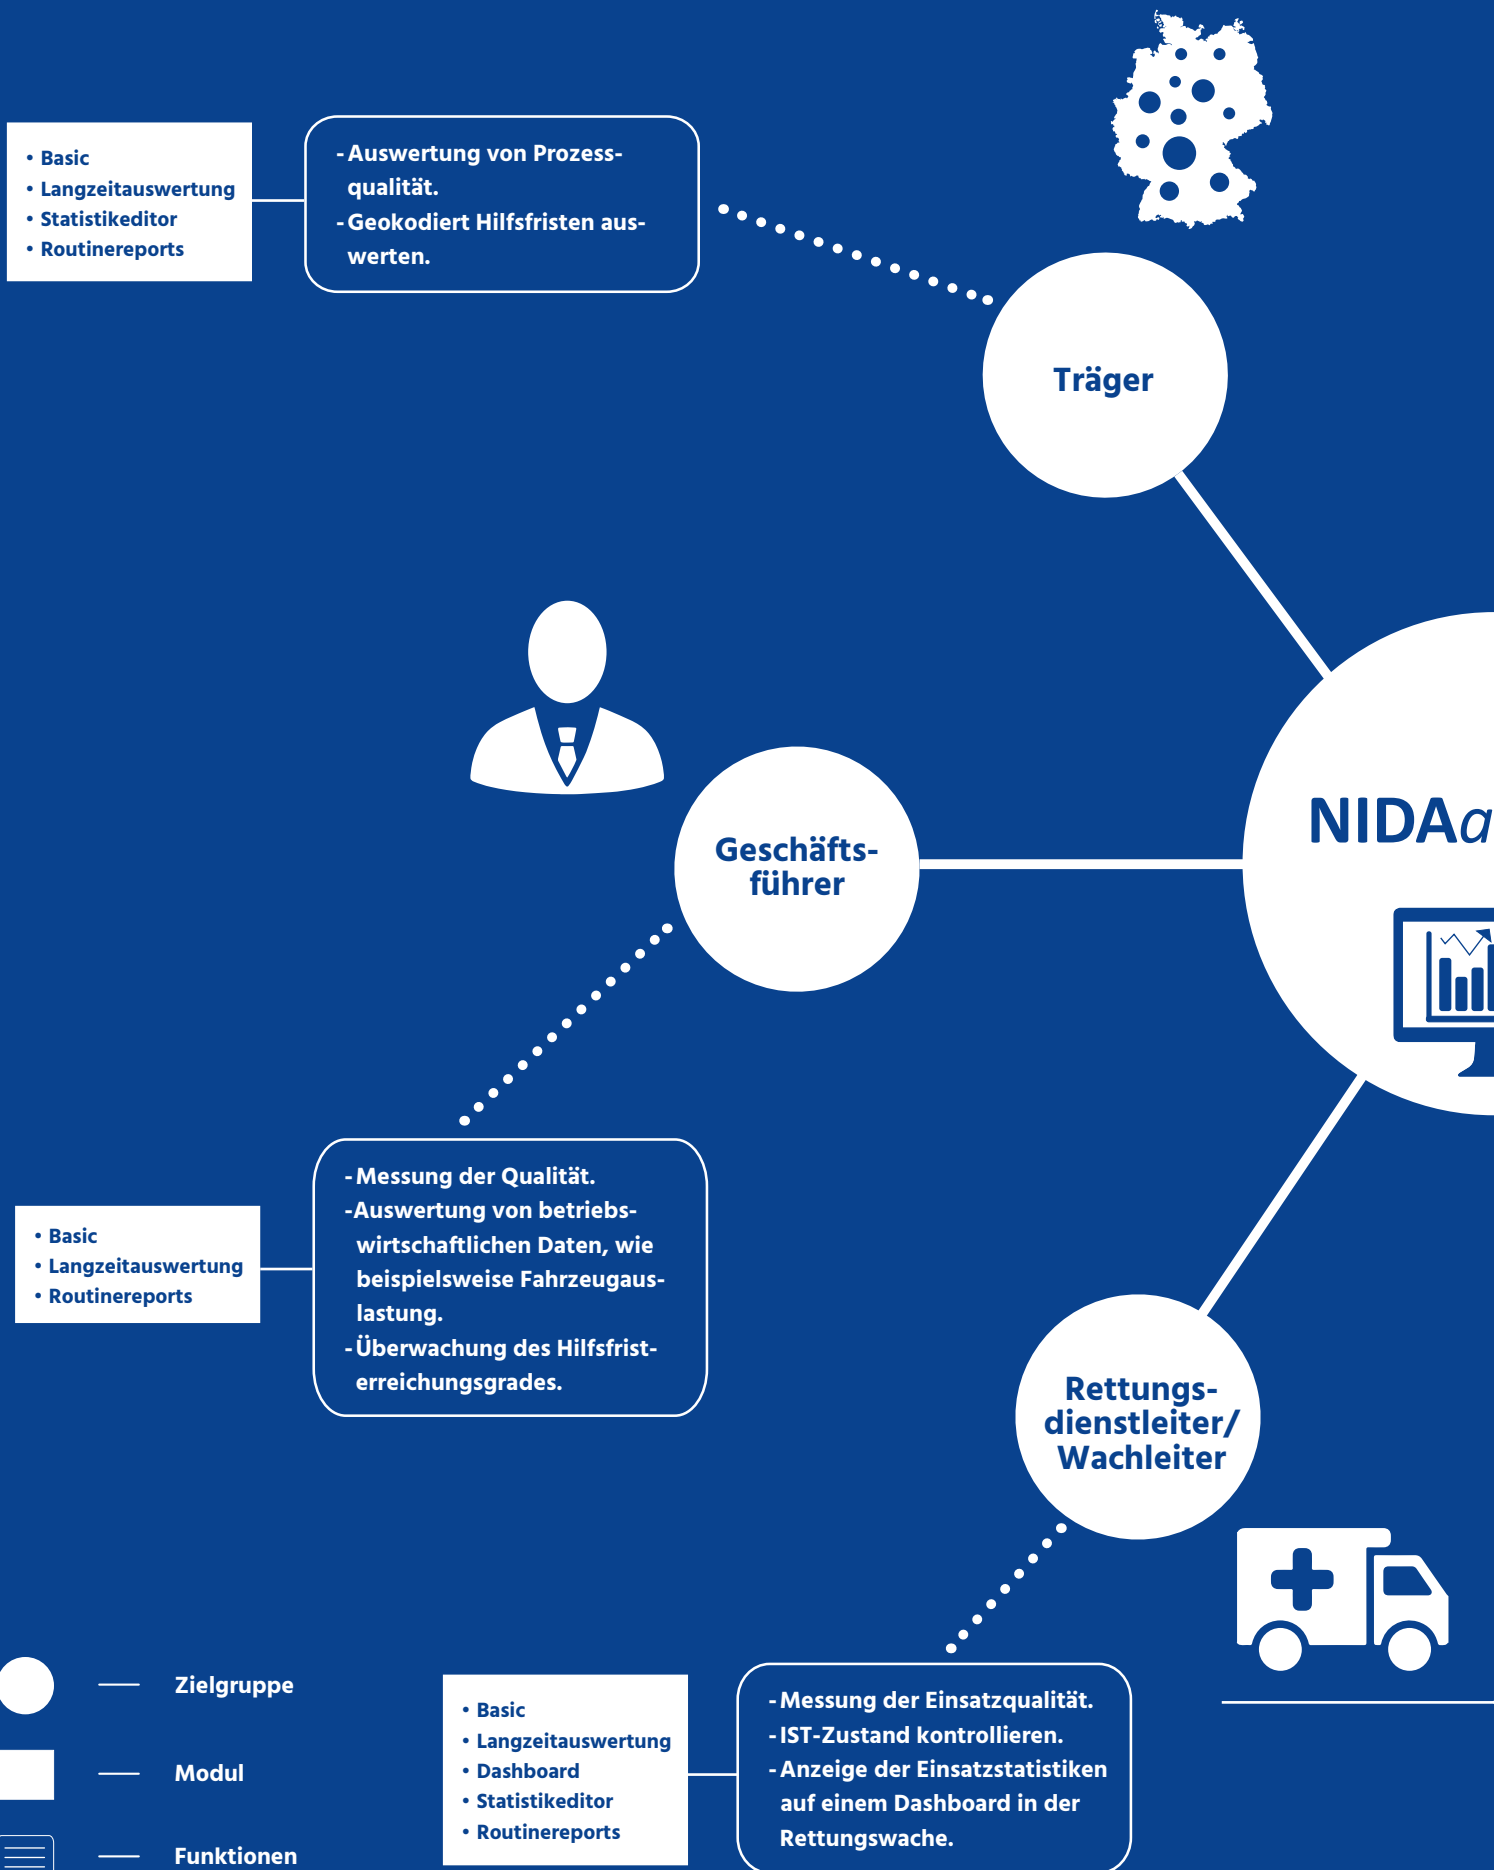 • Basic
• Langzeitauswertung
• Statistikeditor
• Routinereports
- Auswertung von Prozess-
qualität.
- Geokodiert Hilfsfristen aus-
werten.
Träger
Geschäfts-
führer
NIDAa
- Messung der Qualität.
- Auswertung von betriebs-
wirtschaftlichen Daten, wie
beispielsweise Fahrzeugaus-
lastung.
- Überwachung des Hilfsfrist-
erreichungsgrades.
• Basic
• Langzeitauswertung
• Routinereports
Rettungs-
dienstleiter/
Wachleiter
Zielgruppe
Modul
Funktionen
• Basic
• Langzeitauswertung
• Dashboard
• Statistikeditor
• Routinereports
- Messung der Einsatzqualität.
- IST-Zustand kontrollieren.
- Anzeige der Einsatzstatistiken
auf einem Dashboard in der
Rettungswache.